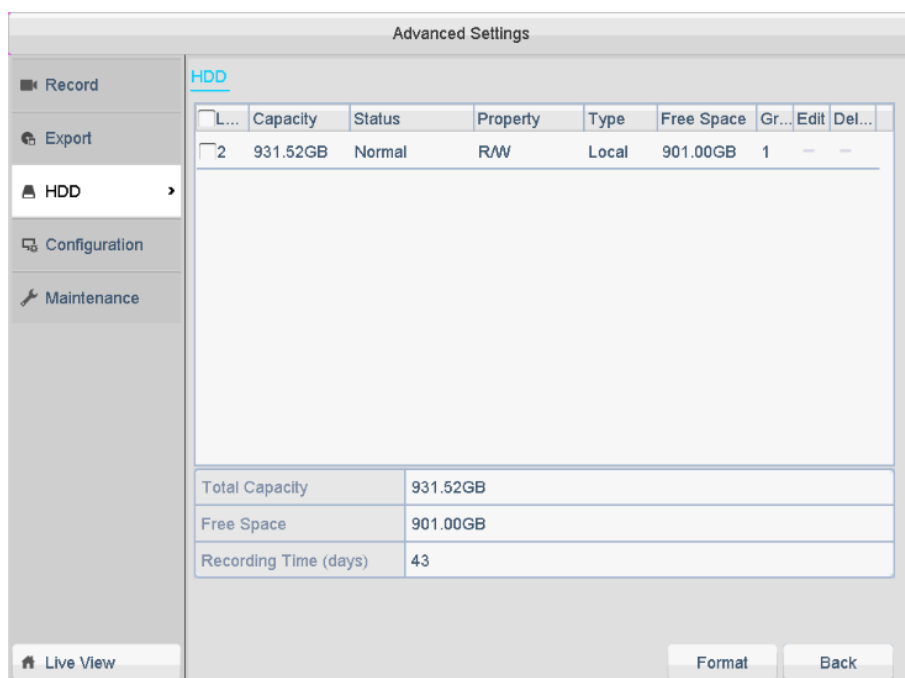 Advanced Settings
Record
Export
HDD
Configuration
Maintenance
Live View
HDD
L... Capacity Status Property Type Free Space Gr... Edit Del...
2 931.52GB Normal R/W Local 901.00GB 1 — —
Total Capacity 931.52GB
Free Space 901.00GB
Recording Time (days) 43
Format Back